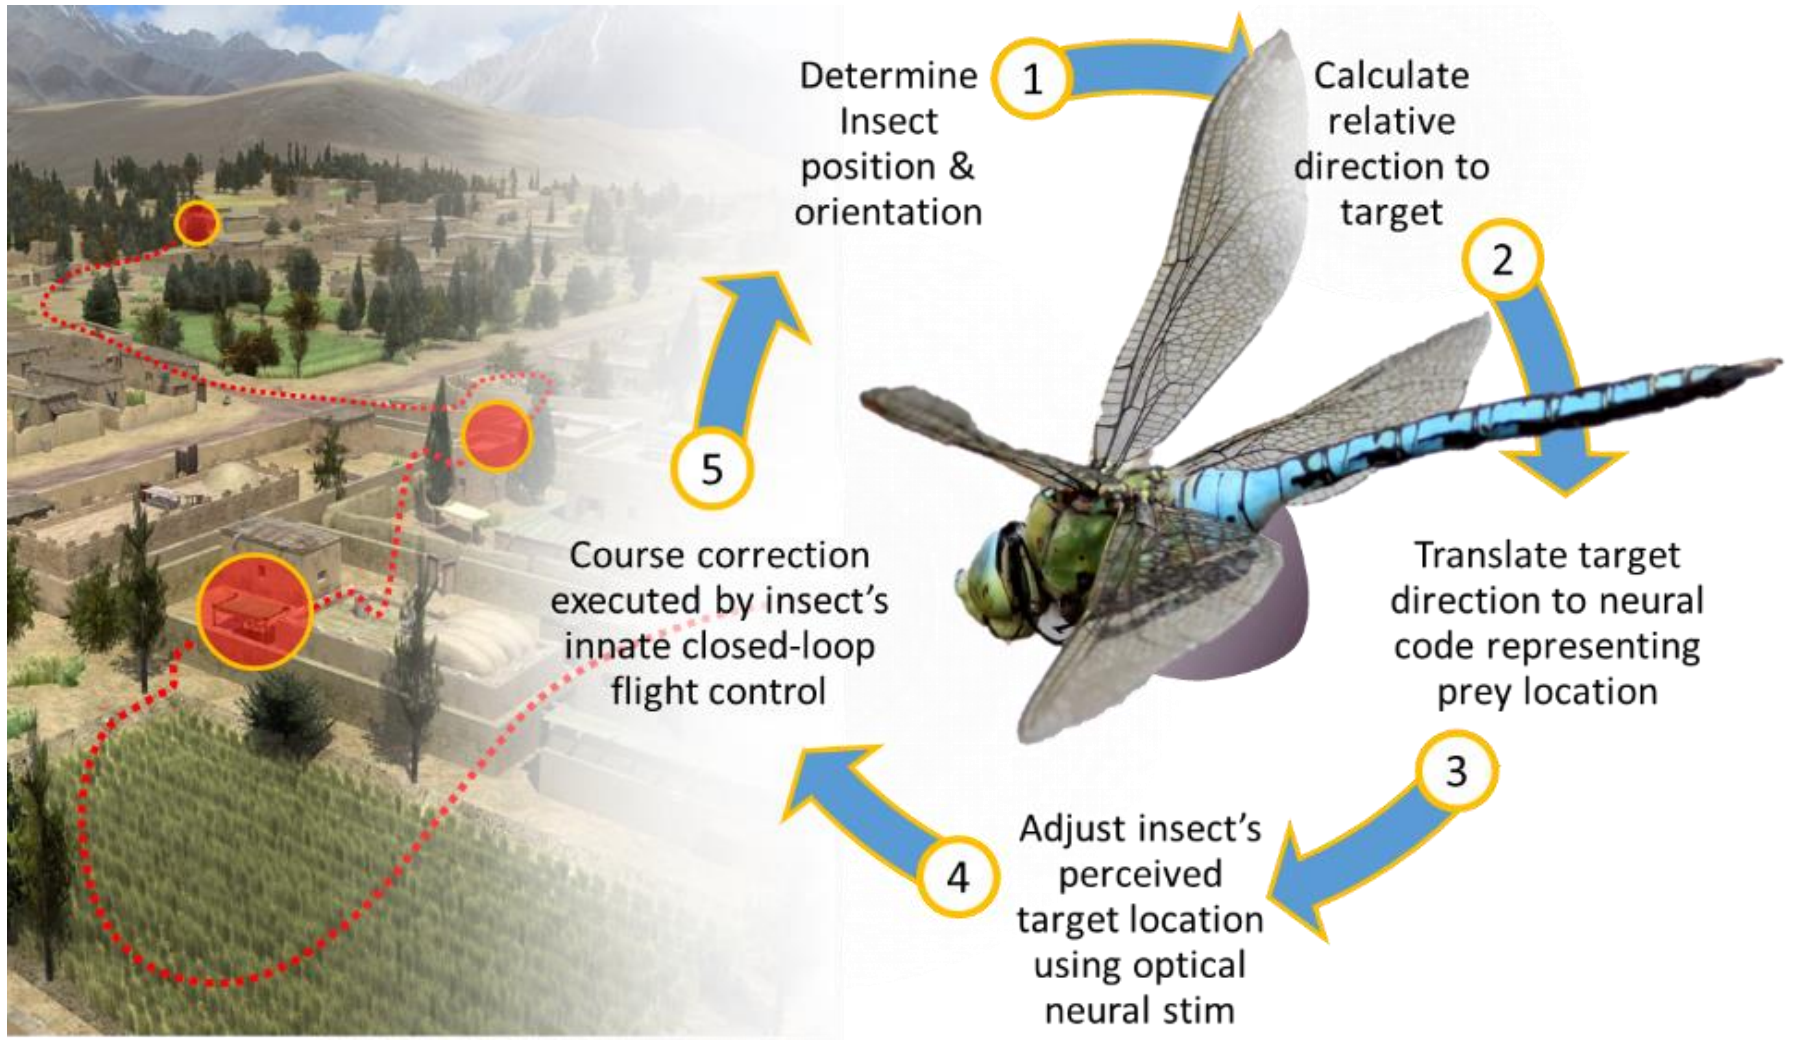 Determine
Insect
position &
orientation
1
Calculate
relative
direction to
target
2
Translate target
direction to neural
code representing
prey location
3
Adjust insect's
perceived
target location
using optical
neural stim
4
Course correction
executed by insect's
innate closed-loop
flight control
5